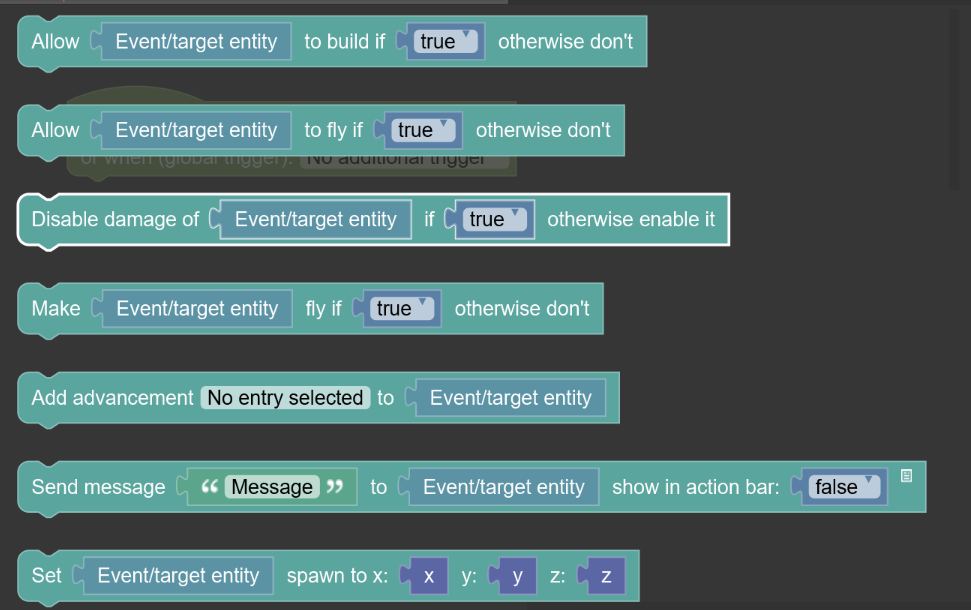 Allow Event/target entity to build if true otherwise don't
Allow Event/target entity to fly if true otherwise don't
or when (global trigger): No additional trigger
Disable damage of Event/target entity if true otherwise enable it
Make Event/target entity fly if true otherwise don't
Add advancement No entry selected to Event/target entity
Send message “ Message ” to Event/target entity show in action bar: false
Set Event/target entity spawn to x: x y: y z: z